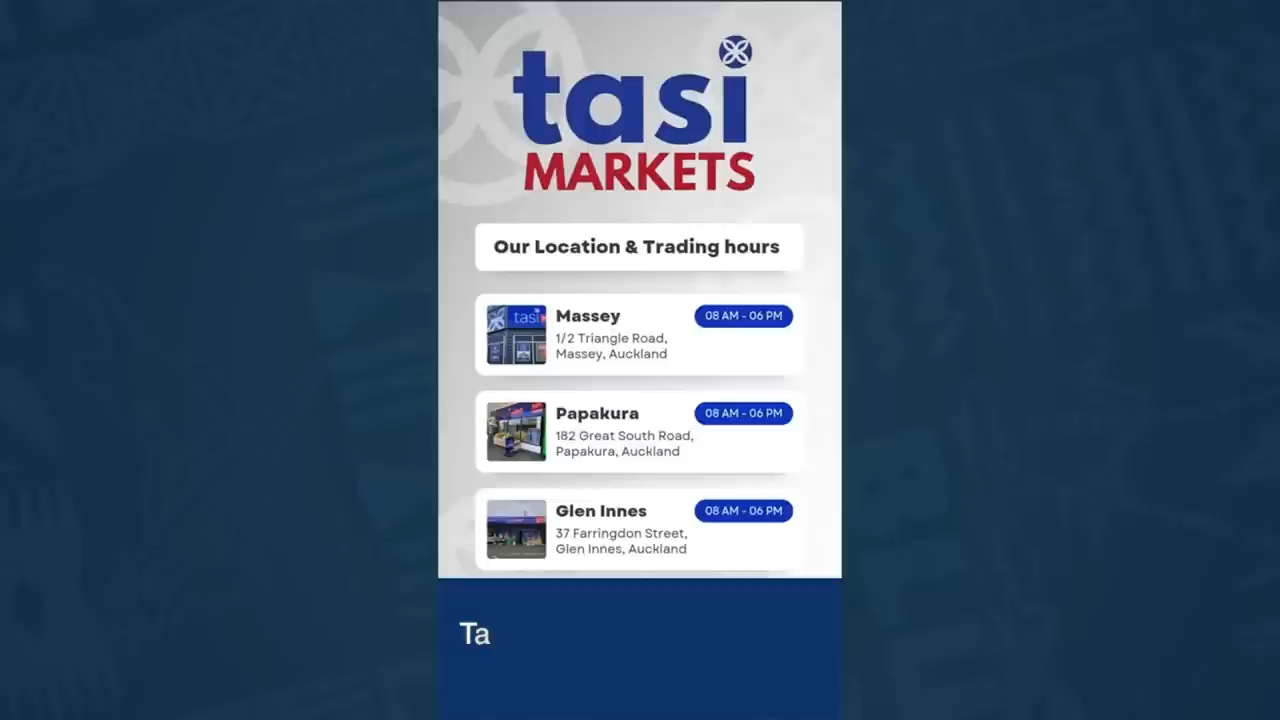 tasi
MARKETS
Our Location & Trading hours
tasi
Massey
08 AM - 06 PM
1/2 Triangle Road,
Massey, Auckland
Papakura
08 AM - 06 PM
182 Great South Road,
Papakura, Auckland
Glen Innes
08 AM - 06 PM
37 Farringdon Street,
Glen Innes, Auckland
Ta